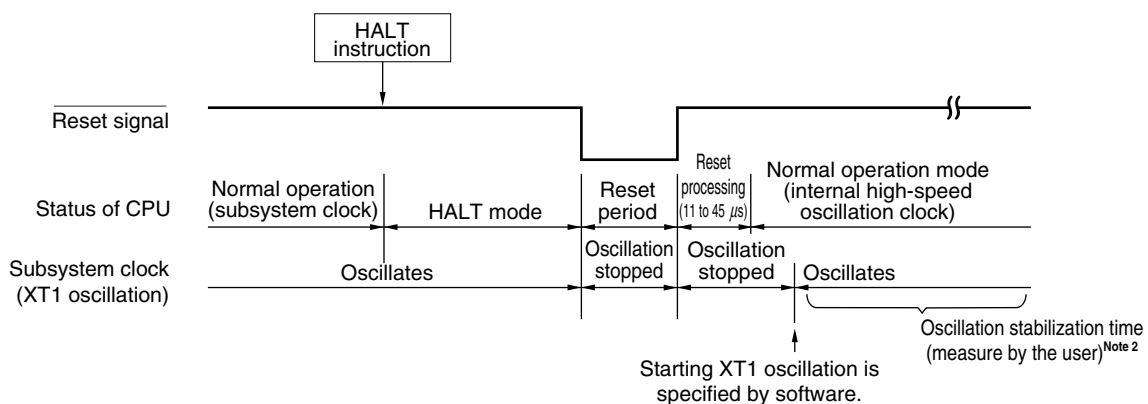 HALT
instruction
Reset signal
Status of CPU
Normal operation
(subsystem clock)
HALT mode
Reset
period
Reset
processing
(11 to 45 μs)
Normal operation mode
(internal high-speed
oscillation clock)
Subsystem clock
(XT1 oscillation)
Oscillates
Oscillation
stopped
Oscillation
stopped
Oscillates
Oscillation stabilization time
(measure by the user)Note 2
Starting XT1 oscillation is
specified by software.